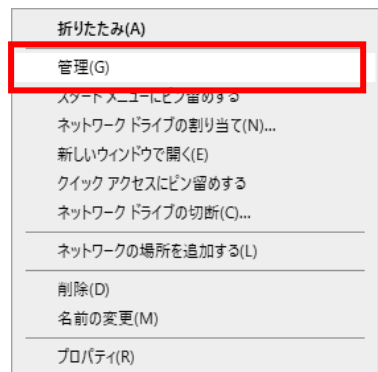 折りたたみ(A)
管理(G)
スタート メニューにピン留めする
ネットワーク ドライブの割り当て(N)...
新しいウィンドウで開く(E)
クイック アクセスにピン留めする
ネットワーク ドライブの切断(C)...
ネットワークの場所を追加する(L)
削除(D)
名前の変更(M)
プロパティ(R)